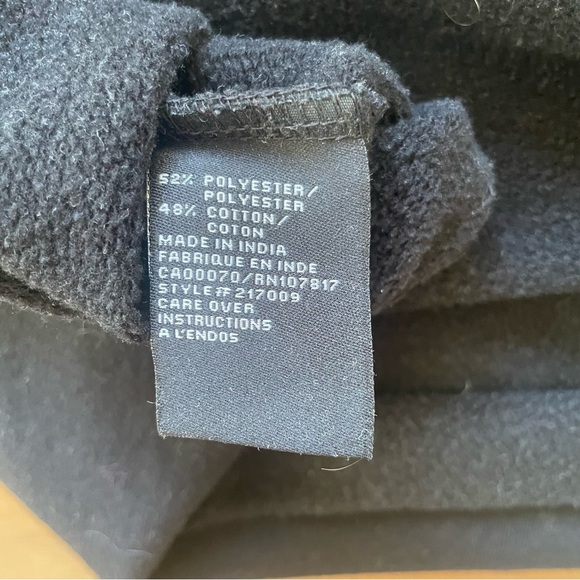 52% POLYESTER/
POLYESTER
48% COTTON/
COTON
MADE IN INDIA
FABRIQUE EN INDE
CA00070/RN107817
STYLE# 217009
CARE OVER
INSTRUCTIONS
A L'ENDOS